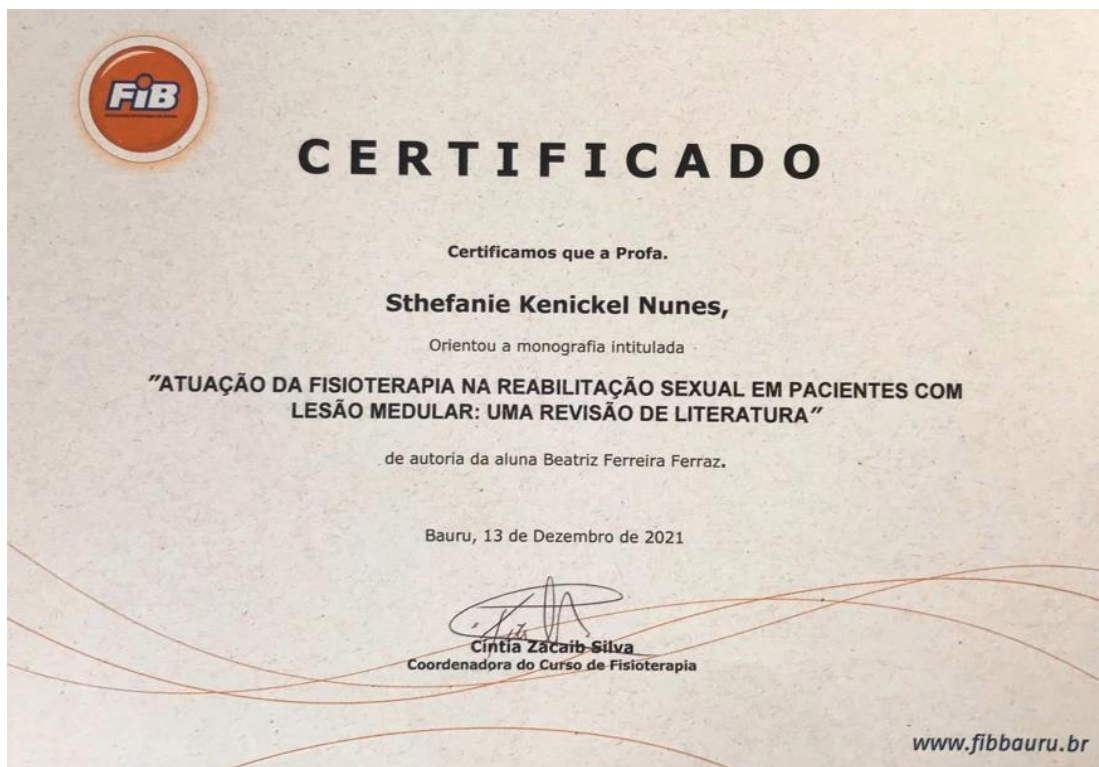 FiB
CERTIFICADO
Certificamos que a Profa.
Sthefanie Kenickel Nunes,
Orientou a monografia intitulada
"ATUAÇÃO DA FISIOTERAPIA NA REABILITAÇÃO SEXUAL EM PACIENTES COM
LESÃO MEDULAR: UMA REVISÃO DE LITERATURA"
de autoria da aluna Beatriz Ferreira Ferraz.
Bauru, 13 de Dezembro de 2021
Cíntia Zacaib Silva
Coordenadora do Curso de Fisioterapia
www.fibbauru.br